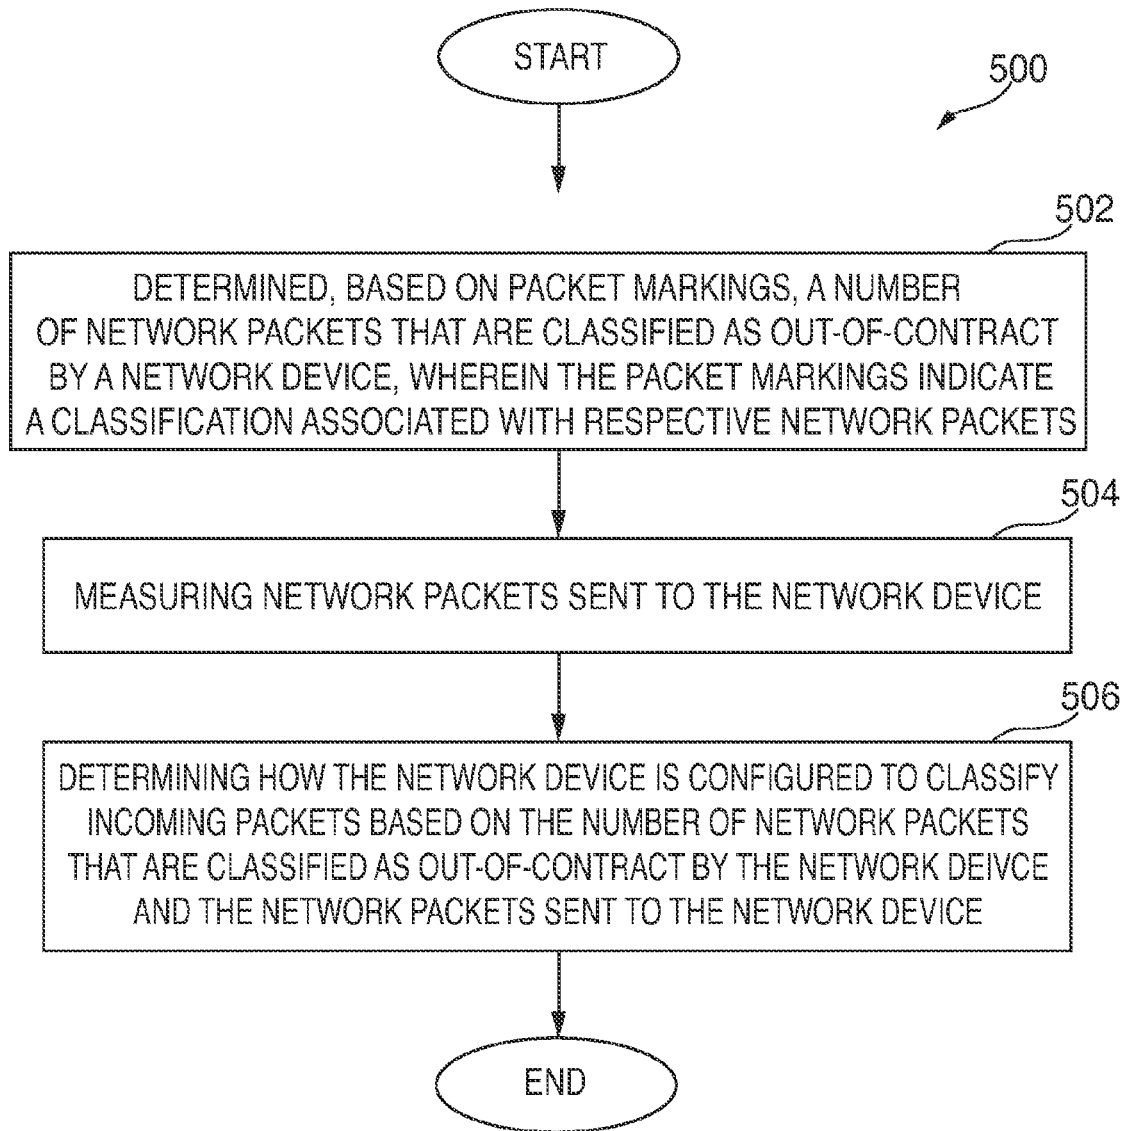 START
500
502
DETERMINED, BASED ON PACKET MARKINGS, A NUMBER
OF NETWORK PACKETS THAT ARE CLASSIFIED AS OUT-OF-CONTRACT
BY A NETWORK DEVICE, WHEREIN THE PACKET MARKINGS INDICATE
A CLASSIFICATION ASSOCIATED WITH RESPECTIVE NETWORK PACKETS
504
MEASURING NETWORK PACKETS SENT TO THE NETWORK DEVICE
506
DETERMINING HOW THE NETWORK DEVICE IS CONFIGURED TO CLASSIFY
INCOMING PACKETS BASED ON THE NUMBER OF NETWORK PACKETS
THAT ARE CLASSIFIED AS OUT-OF-CONTRACT BY THE NETWORK DEIVCE
AND THE NETWORK PACKETS SENT TO THE NETWORK DEVICE
END